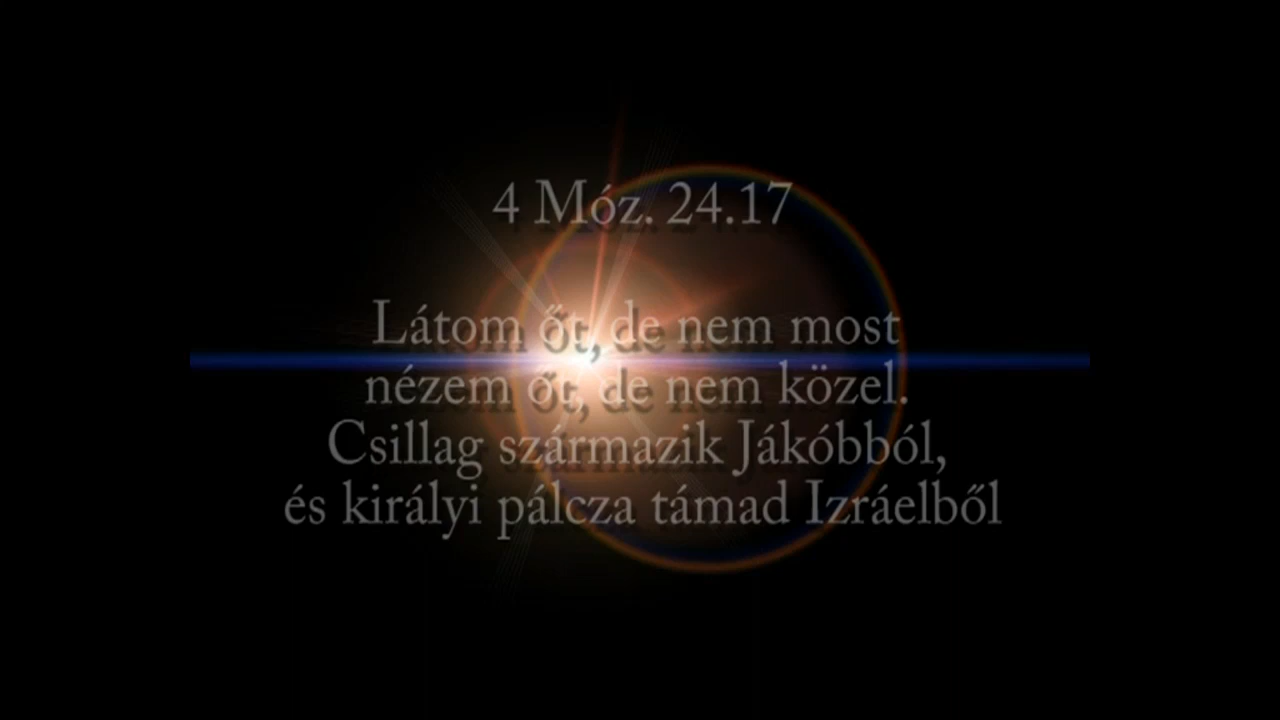 4 Móz. 24.17
Látom őt, de nem most
nézem őt, de nem közel.
Csillag származik Jákóbból,
és királyi pálcza támad Izráelből